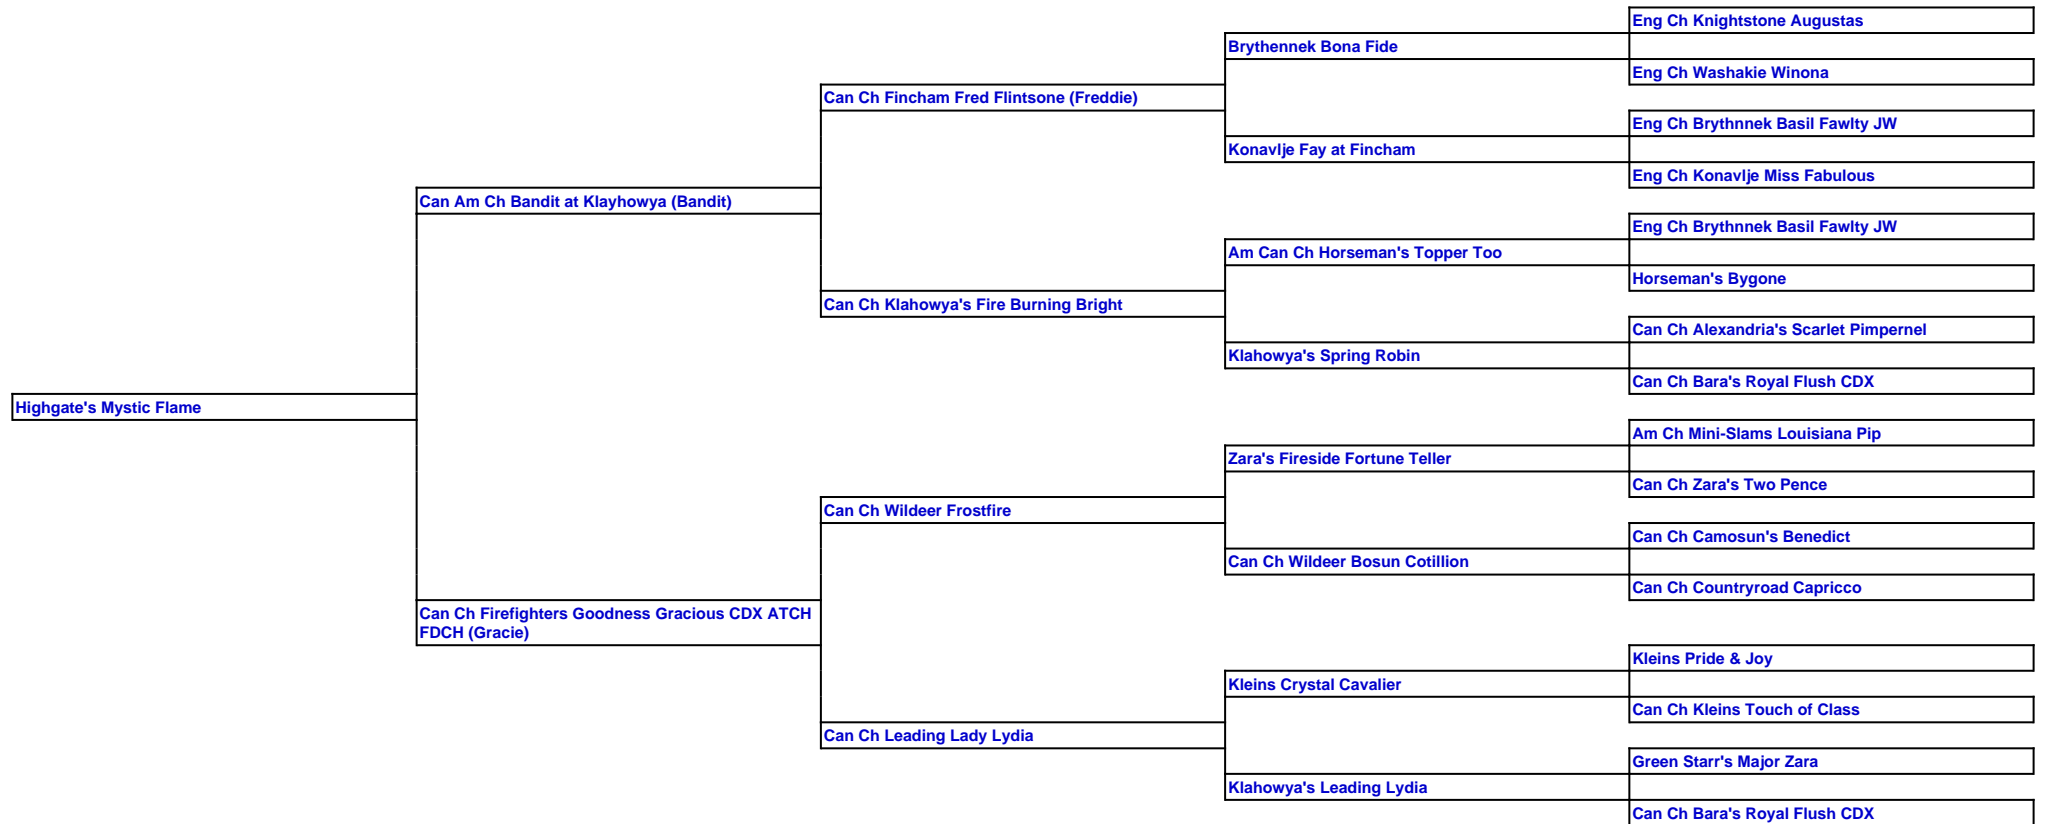 Eng Ch Knightstone Augustas
Brythennek Bona Fide
Eng Ch Washakie Winona
Can Ch Fincham Fred Flintsone (Freddie)
Eng Ch Brythnnek Basil Fawlty JW
Konavlje Fay at Fincham
Eng Ch Konavlje Miss Fabulous
Can Am Ch Bandit at Klayhowya (Bandit)
Eng Ch Brythnnek Basil Fawlty JW
Am Can Ch Horseman's Topper Too
Horseman's Bygone
Can Ch Klahowya's Fire Burning Bright
Can Ch Alexandria's Scarlet Pimpernel
Klahowya's Spring Robin
Can Ch Bara's Royal Flush CDX
Highgate's Mystic Flame
Am Ch Mini-Slams Louisiana Pip
Zara's Fireside Fortune Teller
Can Ch Zara's Two Pence
Can Ch Wildeer Frostfire
Can Ch Camosun's Benedict
Can Ch Wildeer Bosun Cotillion
Can Ch Countryroad Capricco
Can Ch Firefighters Goodness Gracious CDX ATCH
FDCH (Gracie)
Kleins Pride & Joy
Kleins Crystal Cavalier
Can Ch Kleins Touch of Class
Can Ch Leading Lady Lydia
Green Starr's Major Zara
Klahowya's Leading Lydia
Can Ch Bara's Royal Flush CDX